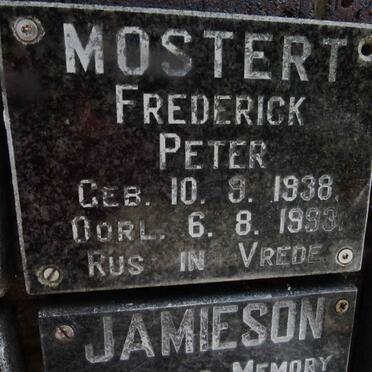 MOSTERT
FREDERICK
PETER
GEB. 10. 9. 1938.
OORL. 6. 8. 1993.
RUS IN VREDE
JAMIESON
MEMORY